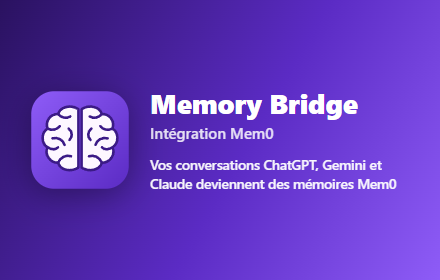 Memory Bridge
Intégration Mem0
Vos conversations ChatGPT, Gemini et
Claude deviennent des mémoires Mem0